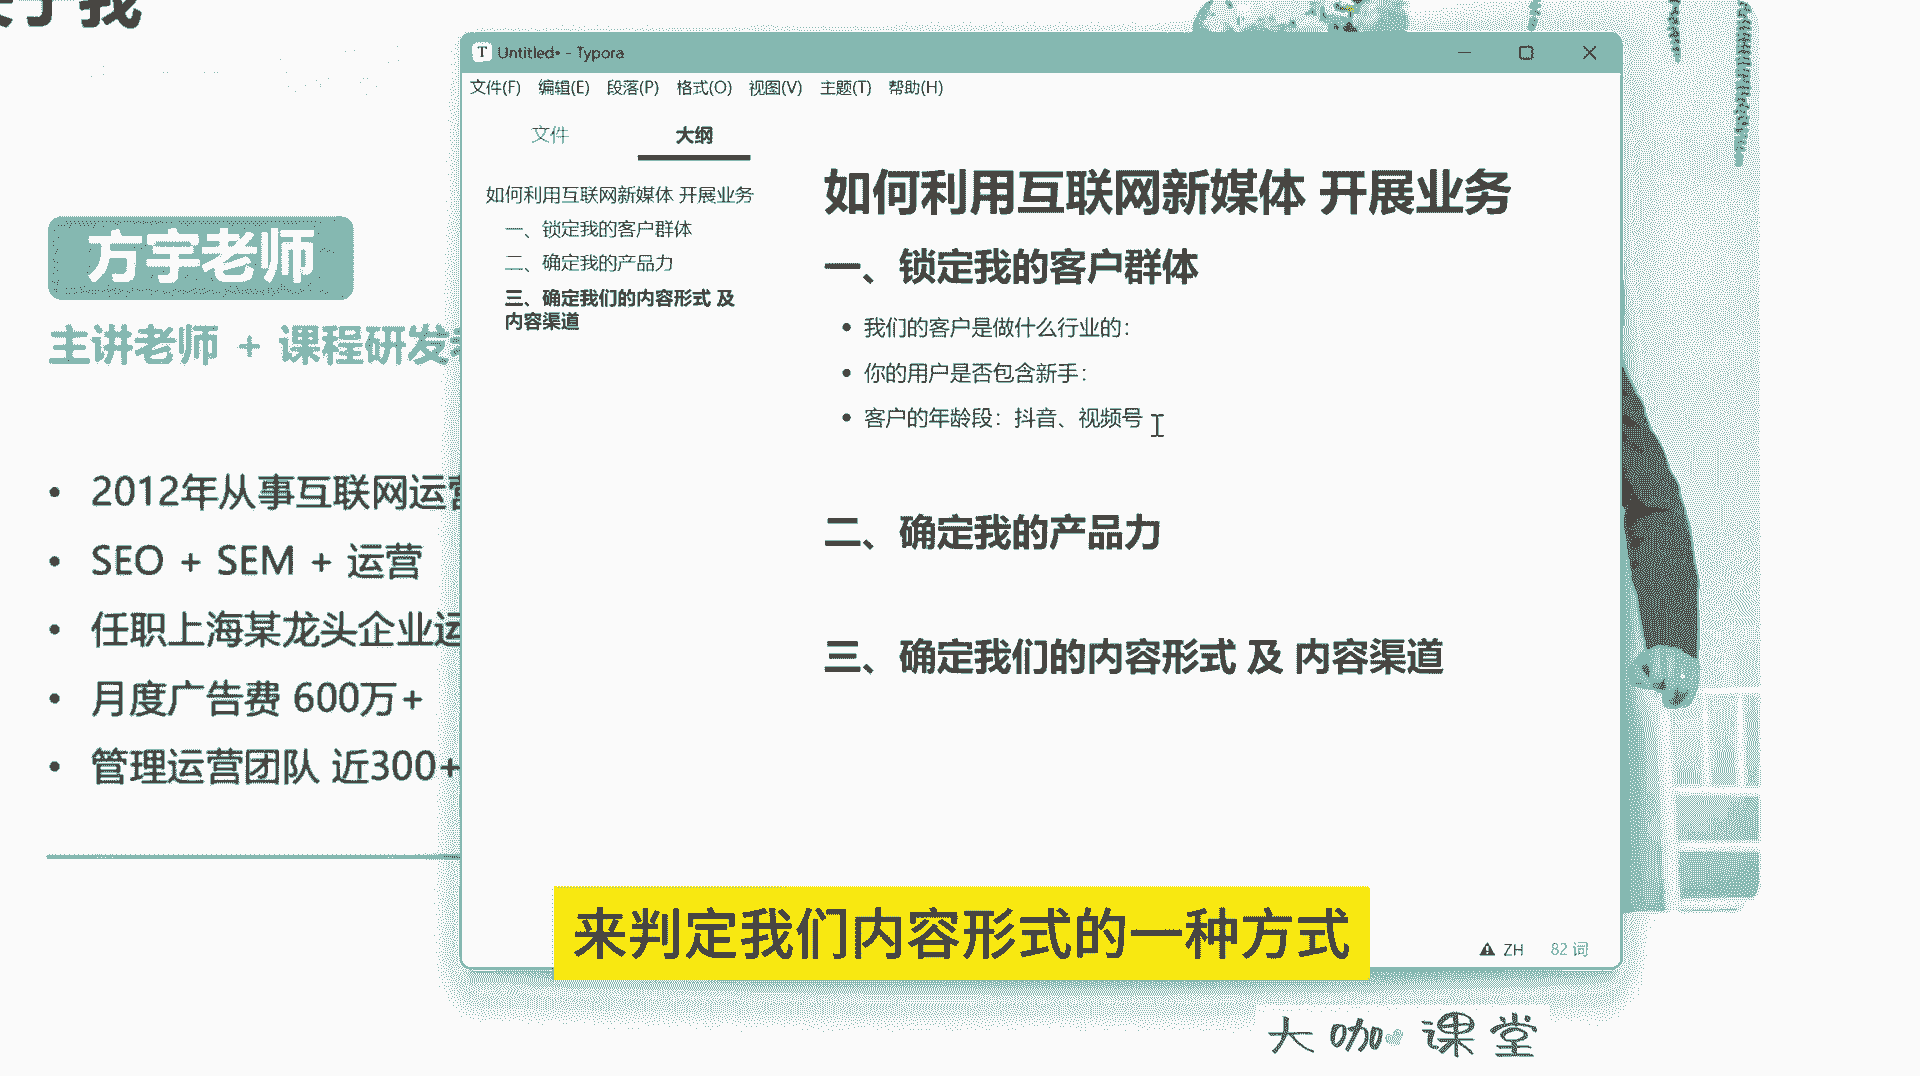 于我
方宇老师
主讲老师 + 课程研发
• 2012年从事互联网运营
• SEO + SEM + 运营
• 任职上海某龙头企业运
• 月度广告费 600万+
• 管理运营团队 近300+
T Untitled• - Typora
文件(F) 编辑(E) 段落(P) 格式(O) 视图(V) 主题(T) 帮助(H)
文件 大纲
如何利用互联网新媒体 开展业务
一、锁定我的客户群体
二、确定我的产品力
三、确定我们的内容形式 及
内容渠道
如何利用互联网新媒体 开展业务
一、锁定我的客户群体
• 我们的客户是做什么行业的：
• 你的用户是否包含新手：
• 客户的年龄段：抖音、视频号
二、确定我的产品力
三、确定我们的内容形式 及 内容渠道
来判定我们内容形式的一种方式
ZH 82 词
大咖课堂